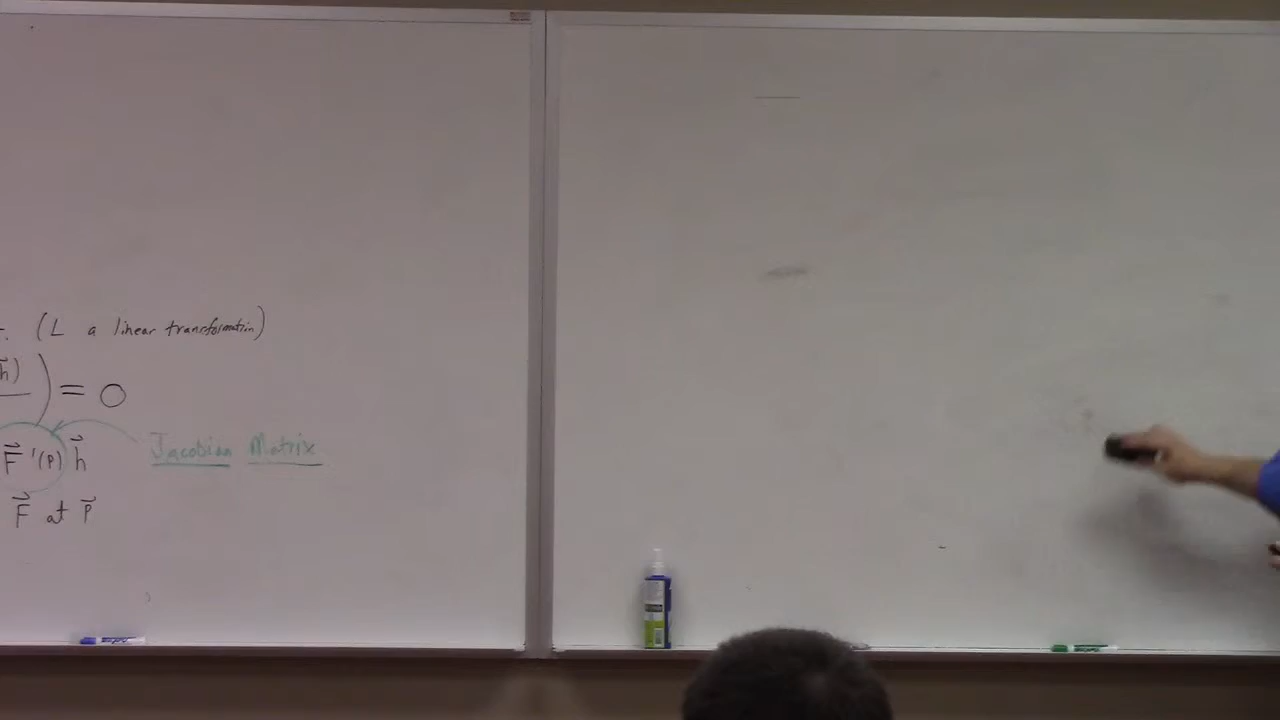 . (L a linear transformation)
h⃗) ) = 0
F⃗ '(p) h⃗ Jacobian Matrix
F⃗ at p⃗